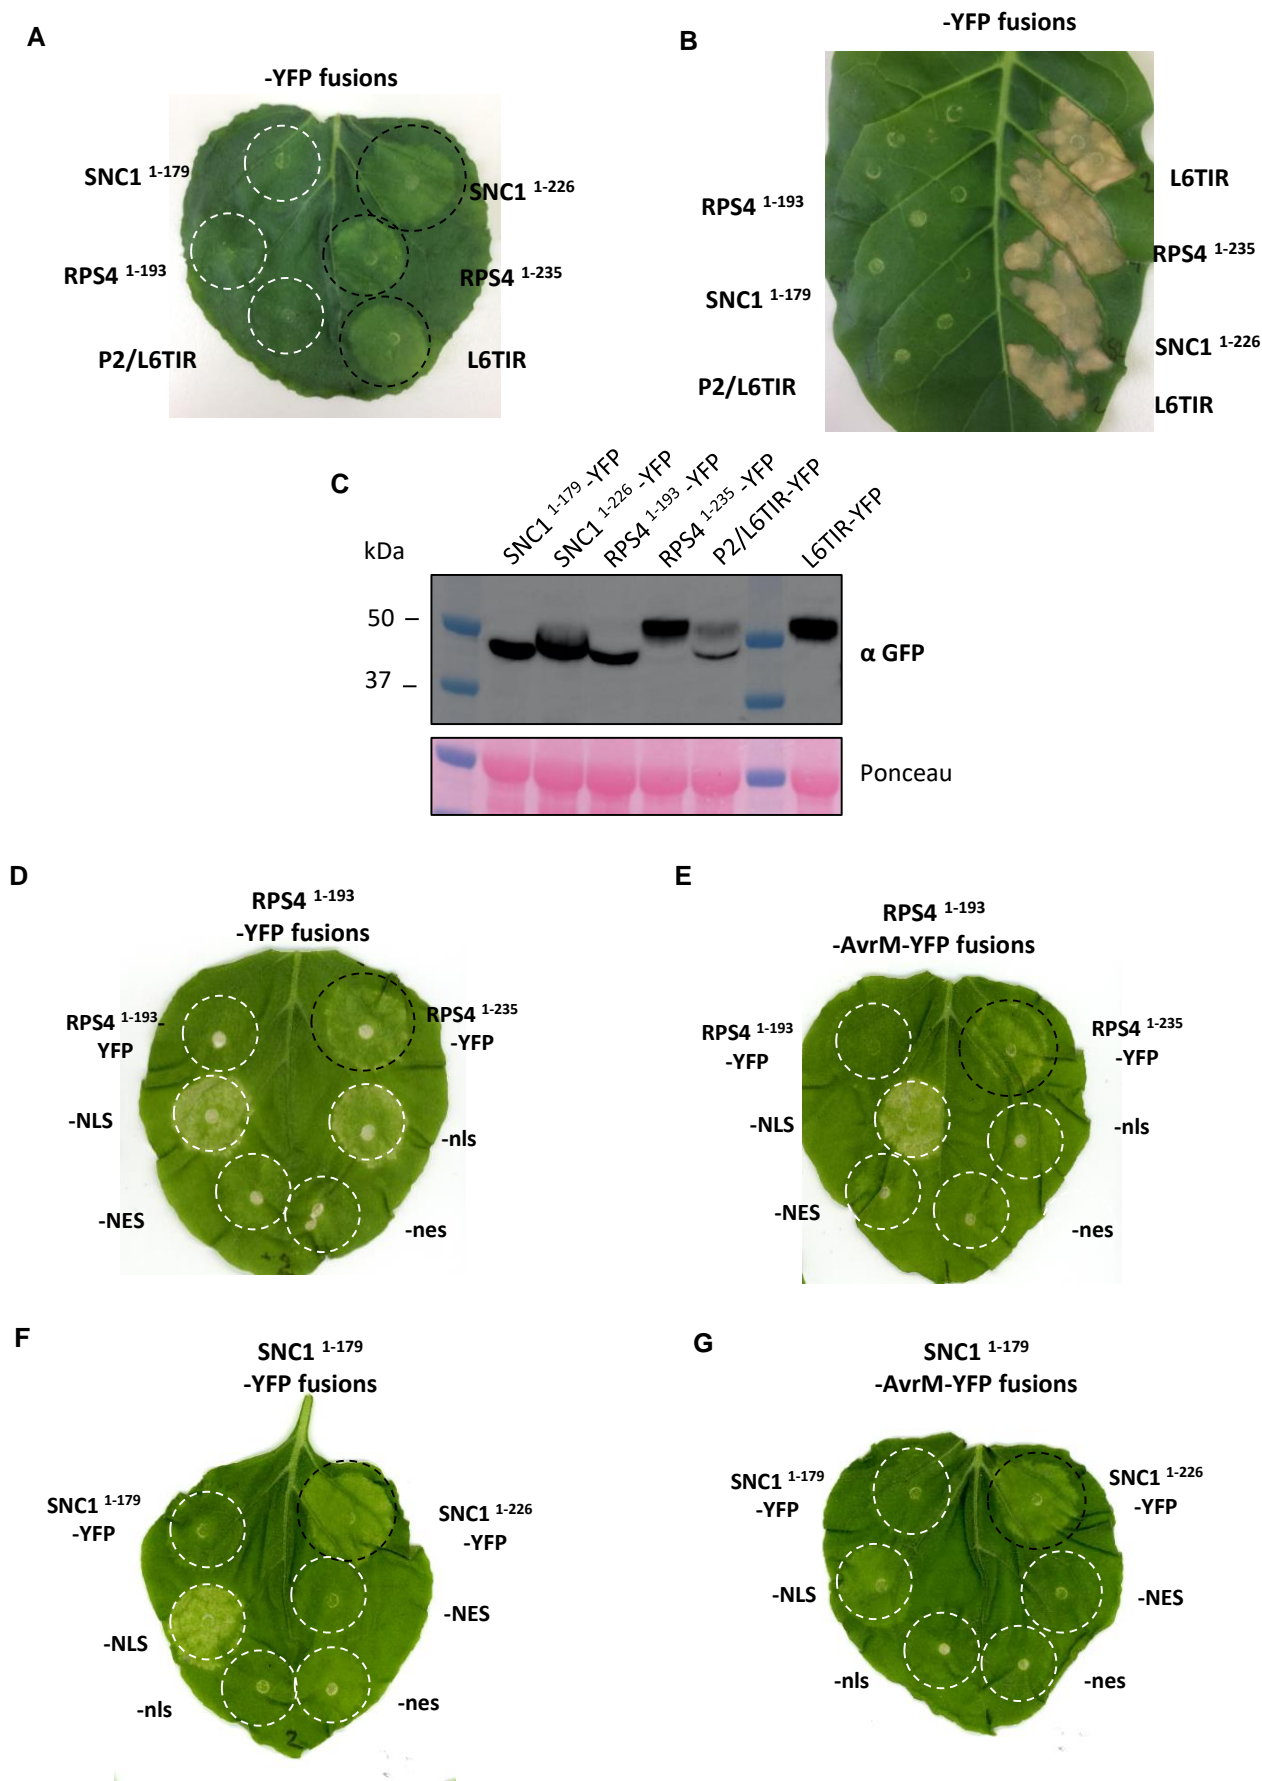 A
-YFP fusions
SNC1 1-179
SNC1 1-226
RPS4 1-193
RPS4 1-235
P2/L6TIR
L6TIR
B
-YFP fusions
RPS4 1-193
SNC1 1-179
P2/L6TIR
L6TIR
RPS4 1-235
SNC1 1-226
L6TIR
C
kDa
SNC1 1-179 -YFP
SNC1 1-226 -YFP
RPS4 1-193 -YFP
RPS4 1-235 -YFP
P2/L6TIR-YFP
L6TIR-YFP
50 –
37 –
α GFP
Ponceau
D
RPS4 1-193
-YFP fusions
RPS4 1-193-
YFP
RPS4 1-235
-YFP
-NLS
-nls
-NES
-nes
E
RPS4 1-193
-AvrM-YFP fusions
RPS4 1-193
-YFP
RPS4 1-235
-YFP
-NLS
-nls
-NES
-nes
F
SNC1 1-179
-YFP fusions
SNC1 1-179
-YFP
SNC1 1-226
-YFP
-NLS
-NES
-nls
-nes
2
G
SNC1 1-179
-AvrM-YFP fusions
SNC1 1-179
-YFP
SNC1 1-226
-YFP
-NLS
-NES
-nls
-nes